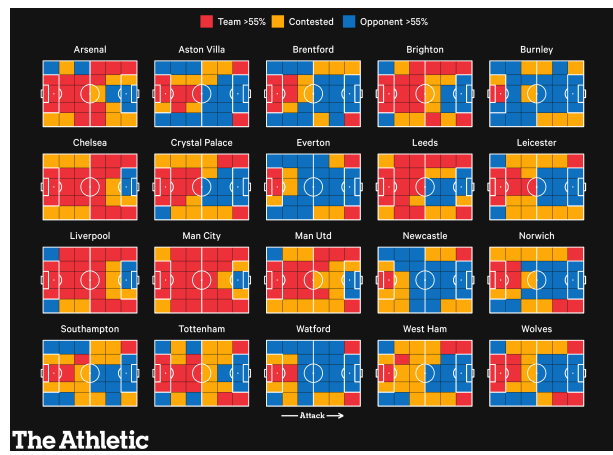 Team >55% Contested Opponent >55%
Arsenal Aston Villa Brentford Brighton Burnley
Chelsea Crystal Palace Everton Leeds Leicester
Liverpool Man City Man Utd Newcastle Norwich
Southampton Tottenham Watford West Ham Wolves
Attack
The Athletic